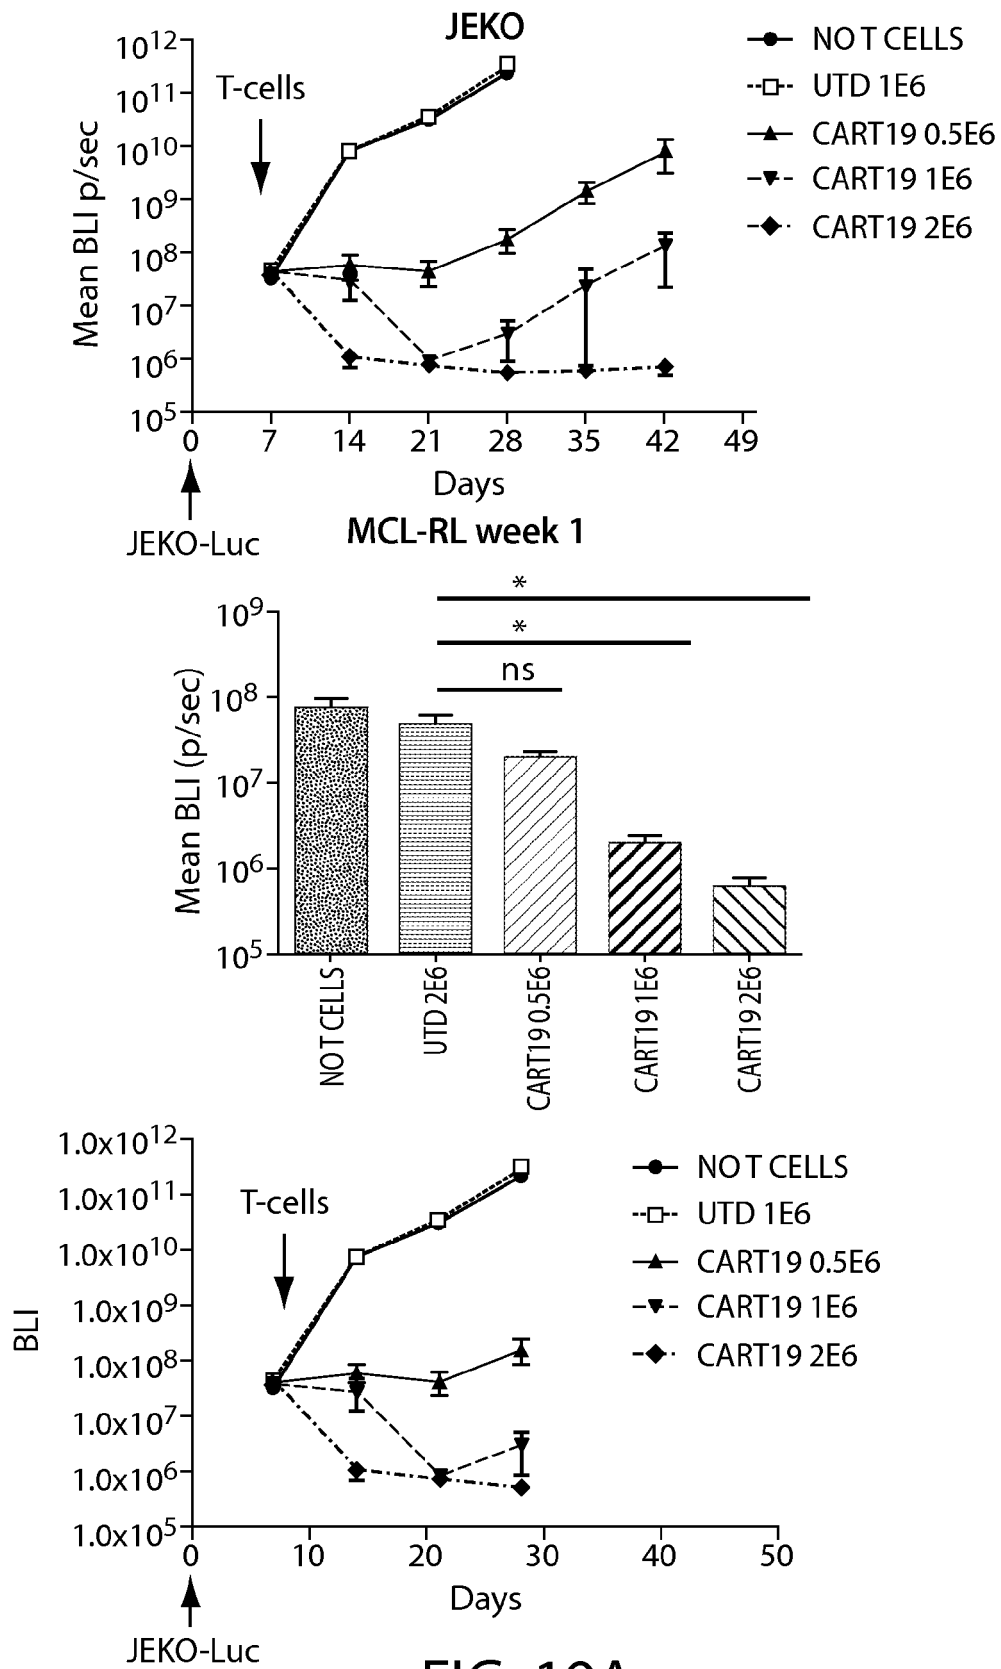 JEKO
10^12
10^11
10^10
10^9
10^8
10^7
10^6
10^5
Mean BLI p/sec
T-cells
NO T CELLS
UTD 1E6
CART19 0.5E6
CART19 1E6
CART19 2E6
0 7 14 21 28 35 42 49
Days
JEKO-Luc
MCL-RL week 1
*
*
ns
10^9
10^8
10^7
10^6
10^5
Mean BLI (p/sec)
NO T CELLS
UTD 2E6
CART19 0.5E6
CART19 1E6
CART19 2E6
1.0x10^12
1.0x10^11
1.0x10^10
1.0x10^9
1.0x10^8
1.0x10^7
1.0x10^6
1.0x10^5
BLI
T-cells
NO T CELLS
UTD 1E6
CART19 0.5E6
CART19 1E6
CART19 2E6
0 10 20 30 40 50
Days
JEKO-Luc
FIG. 10A